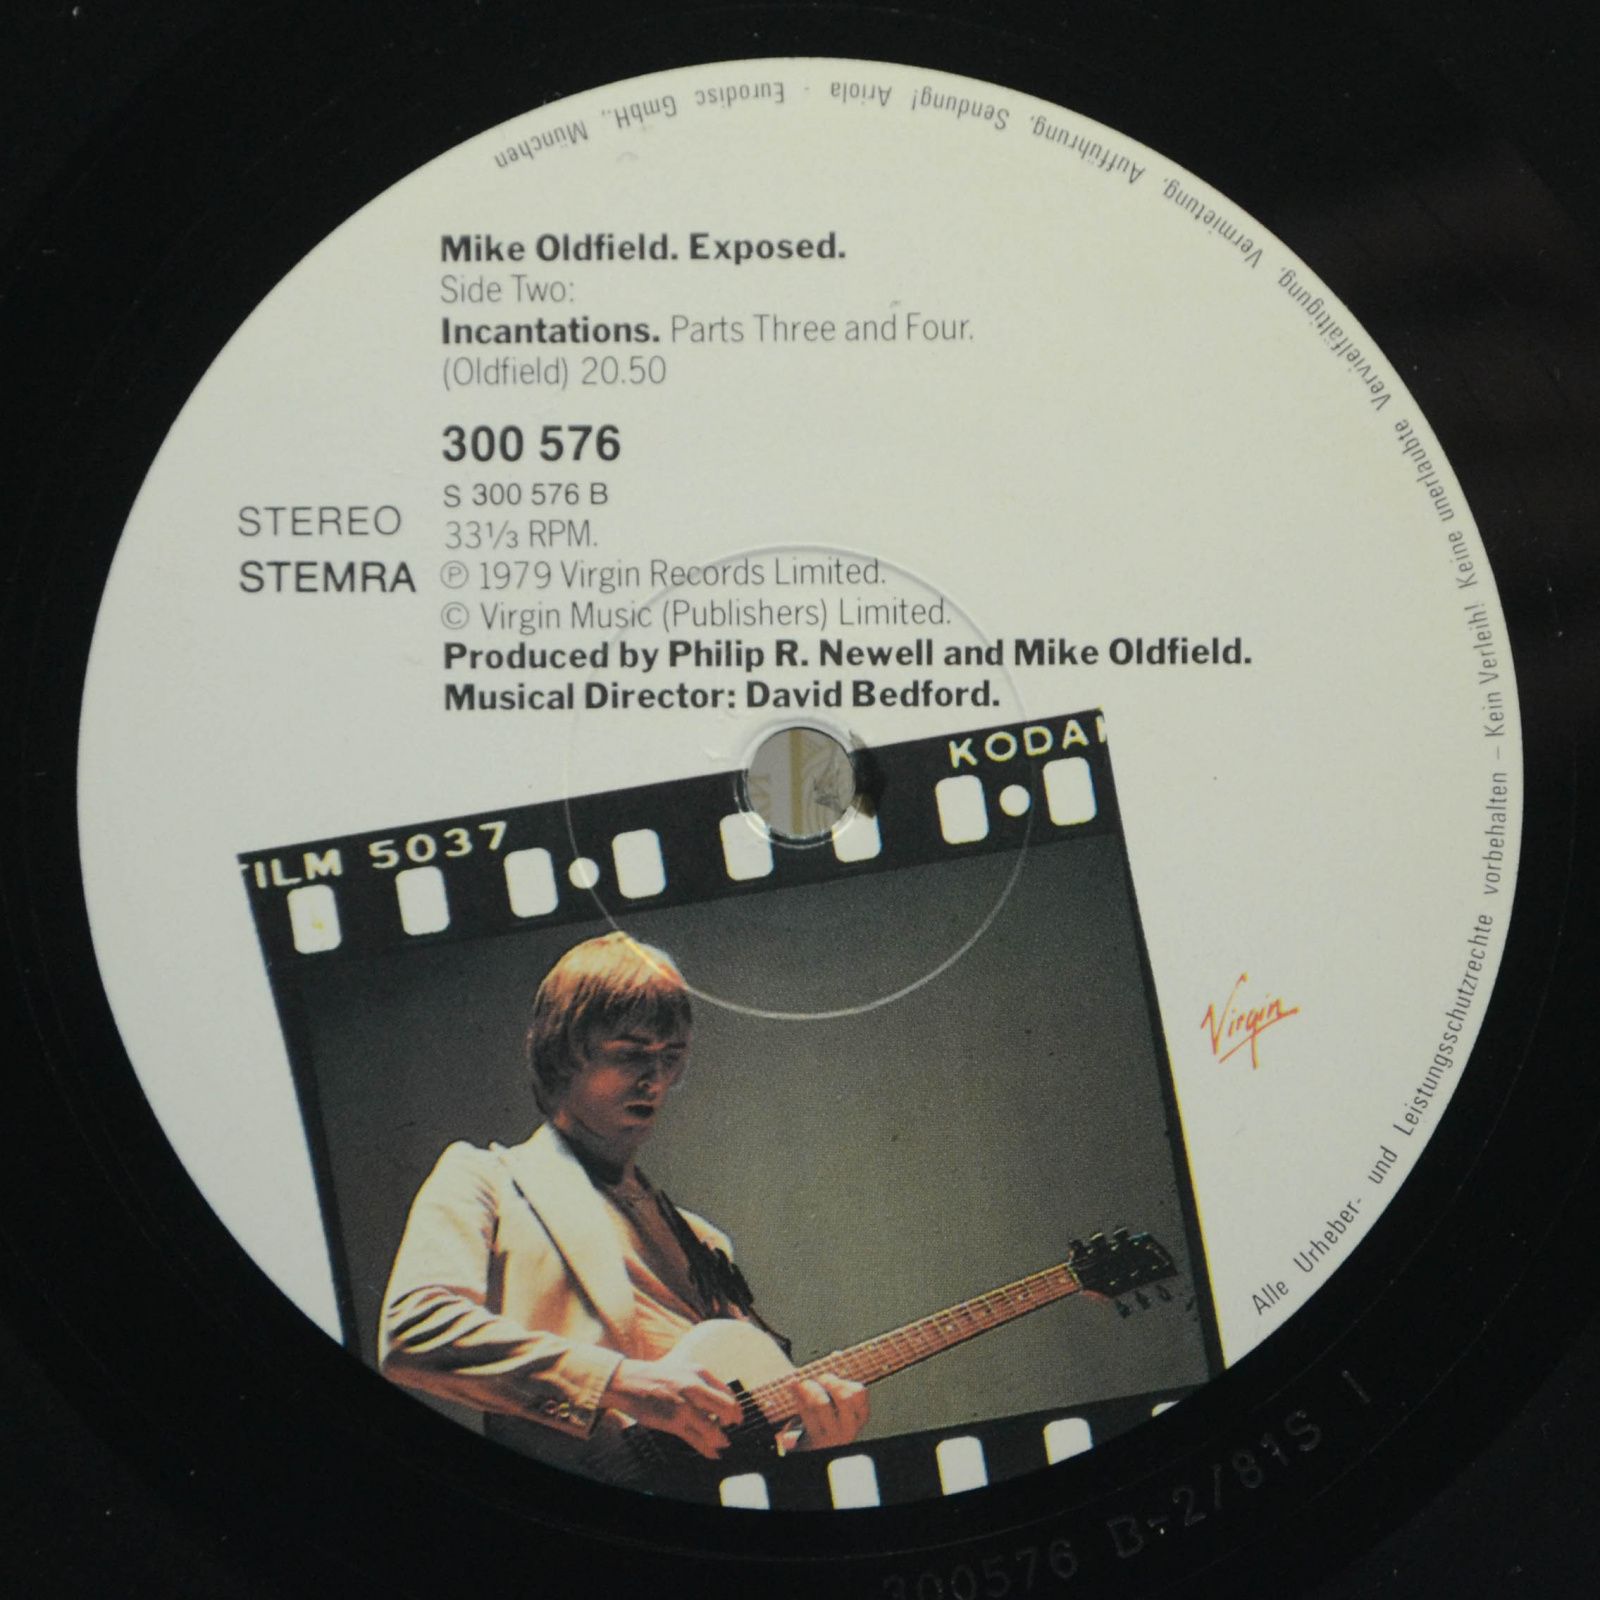 Mike Oldfield. Exposed.
Side Two:
Incantations. Parts Three and Four.
(Oldfield) 20.50
300 576
S 300 576 B
33⅓ RPM.
STEREO
STEMRA
℗ 1979 Virgin Records Limited.
© Virgin Music (Publishers) Limited.
Produced by Philip R. Newell and Mike Oldfield.
Musical Director: David Bedford.
FILM 5037
KODAK
Virgin
Alle Urheber- und Leistungsschutzrechte vorbehalten – Kein Verleih! Keine unerlaubte Vervielfältigung, Vermietung, Aufführung, Sendung! Ariola - Eurodisc GmbH., München
300576 B-2/81S